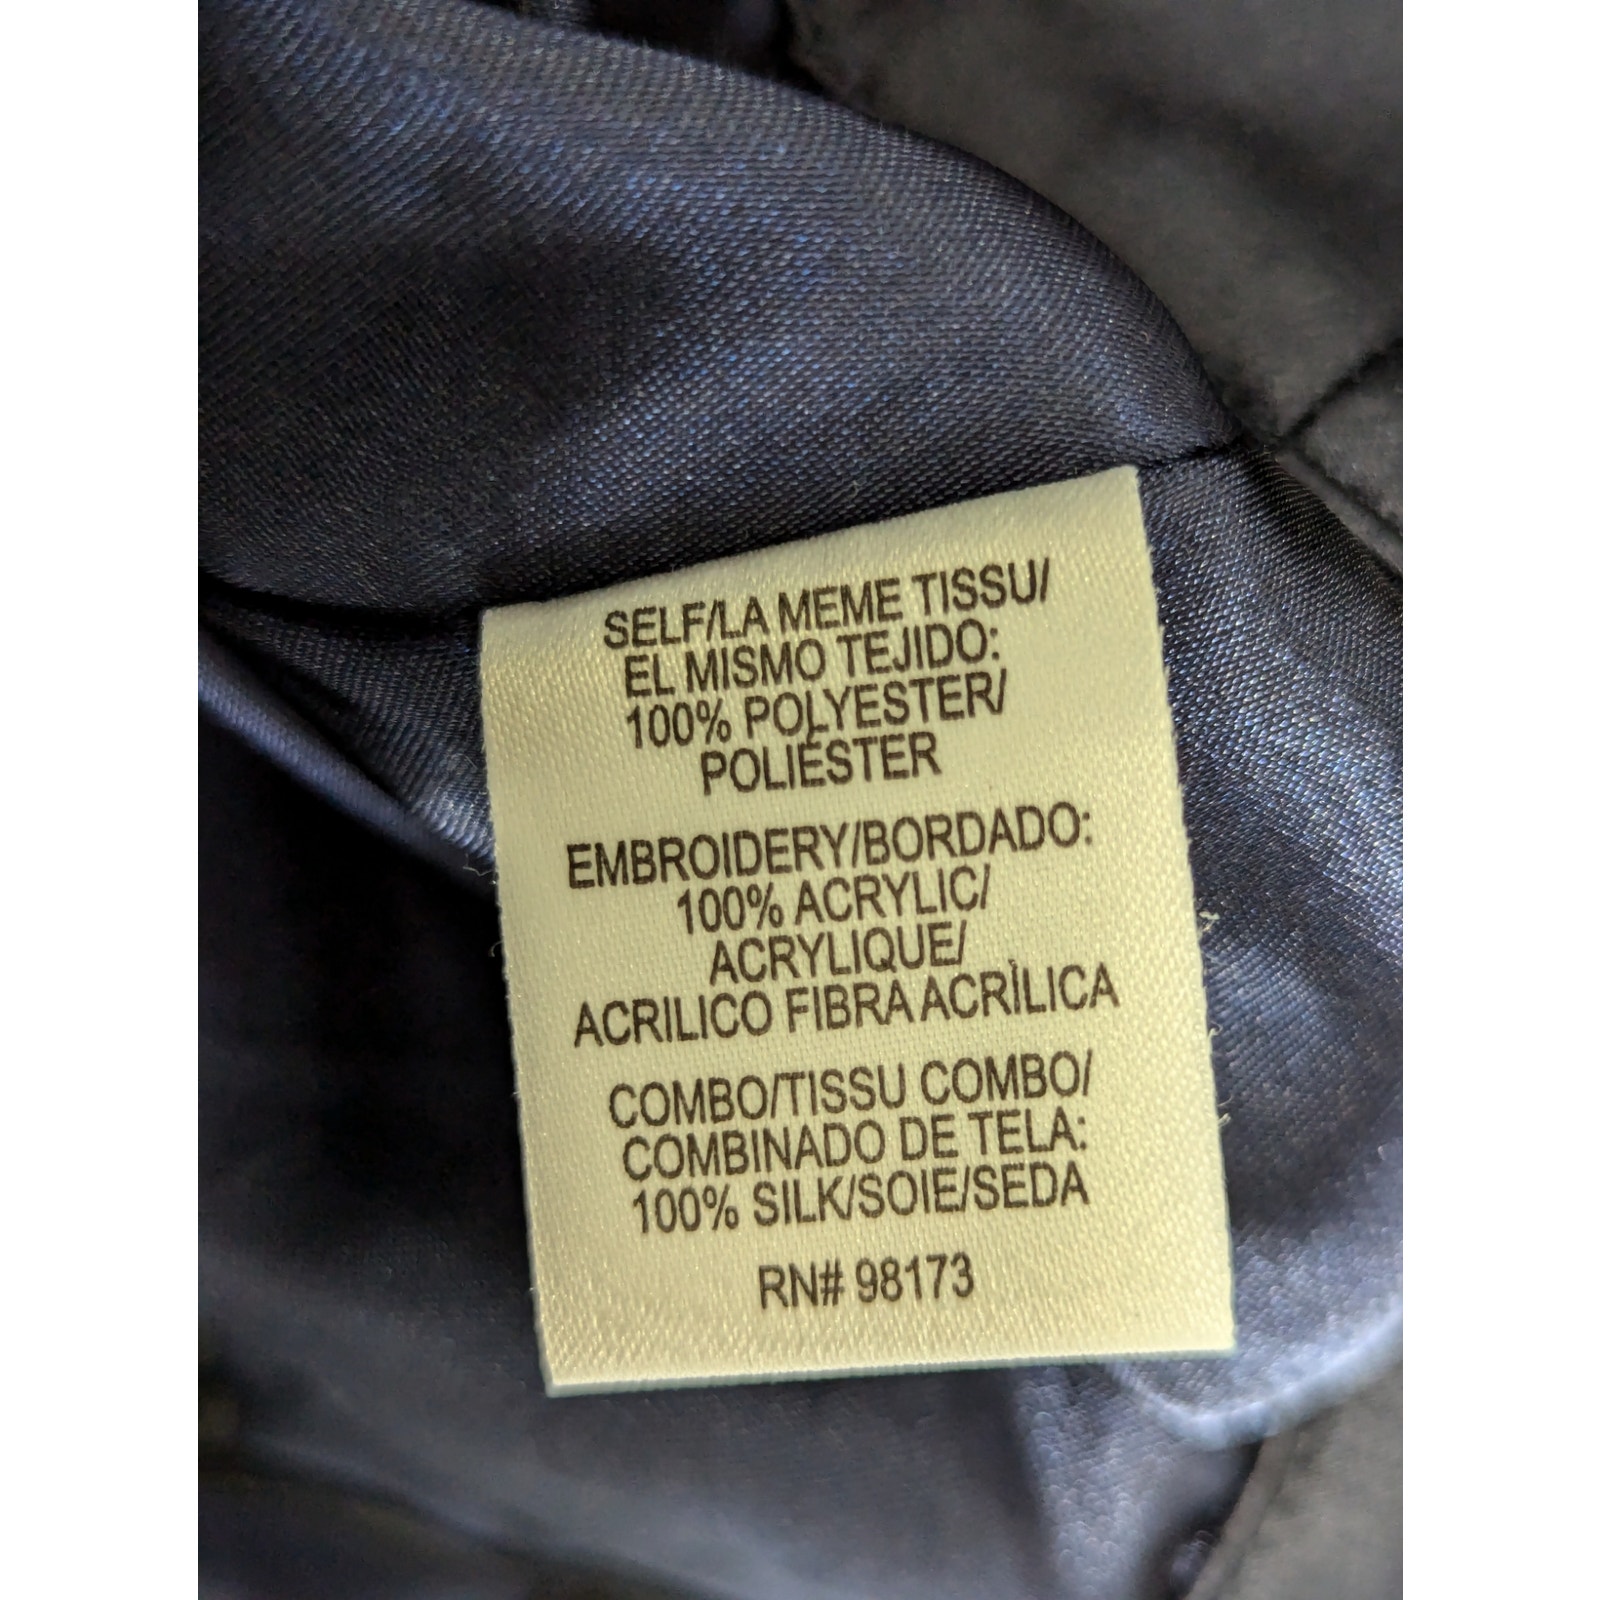 SELF/LA MEME TISSU/
EL MISMO TEJIDO:
100% POLYESTER/
POLIÉSTER
EMBROIDERY/BORDADO:
100% ACRYLIC/
ACRYLIQUE/
ACRILICO FIBRA ACRÌLICA
COMBO/TISSU COMBO/
COMBINADO DE TELA:
100% SILK/SOIE/SEDA
RN# 98173